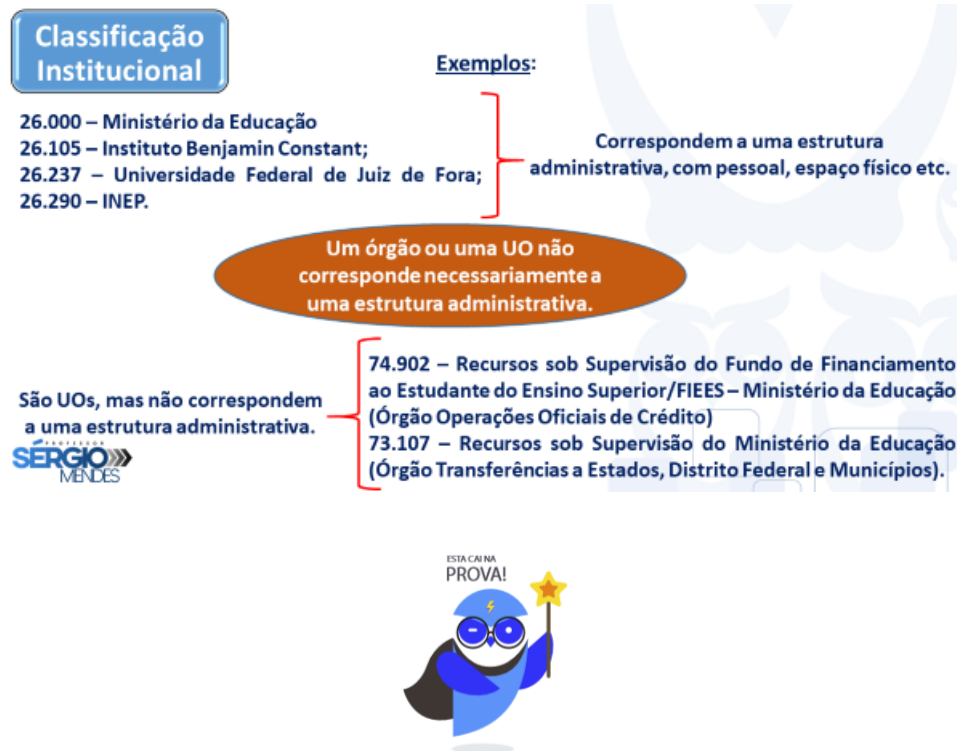 Classificação
Institucional
Exemplos:
26.000 – Ministério da Educação
26.105 – Instituto Benjamin Constant;
26.237 – Universidade Federal de Juiz de Fora;
26.290 – INEP.
Correspondem a uma estrutura
administrativa, com pessoal, espaço físico etc.
Um órgão ou uma UO não
corresponde necessariamente a
uma estrutura administrativa.
São UOs, mas não correspondem
a uma estrutura administrativa.
74.902 – Recursos sob Supervisão do Fundo de Financiamento
ao Estudante do Ensino Superior/FIEES – Ministério da Educação
(Órgão Operações Oficiais de Crédito)
73.107 – Recursos sob Supervisão do Ministério da Educação
(Órgão Transferências a Estados, Distrito Federal e Municípios).
PROFESSOR
SÉRGIO
MENDES
ESTA CAI NA
PROVA!